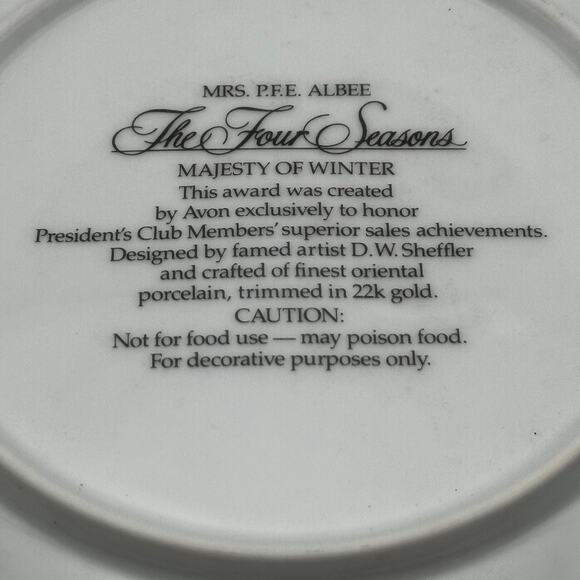 MRS. P.F.E. ALBEE
The Four Seasons
MAJESTY OF WINTER
This award was created
by Avon exclusively to honor
President's Club Members' superior sales achievements.
Designed by famed artist D.W. Sheffler
and crafted of finest oriental
porcelain, trimmed in 22k gold.
CAUTION:
Not for food use — may poison food.
For decorative purposes only.